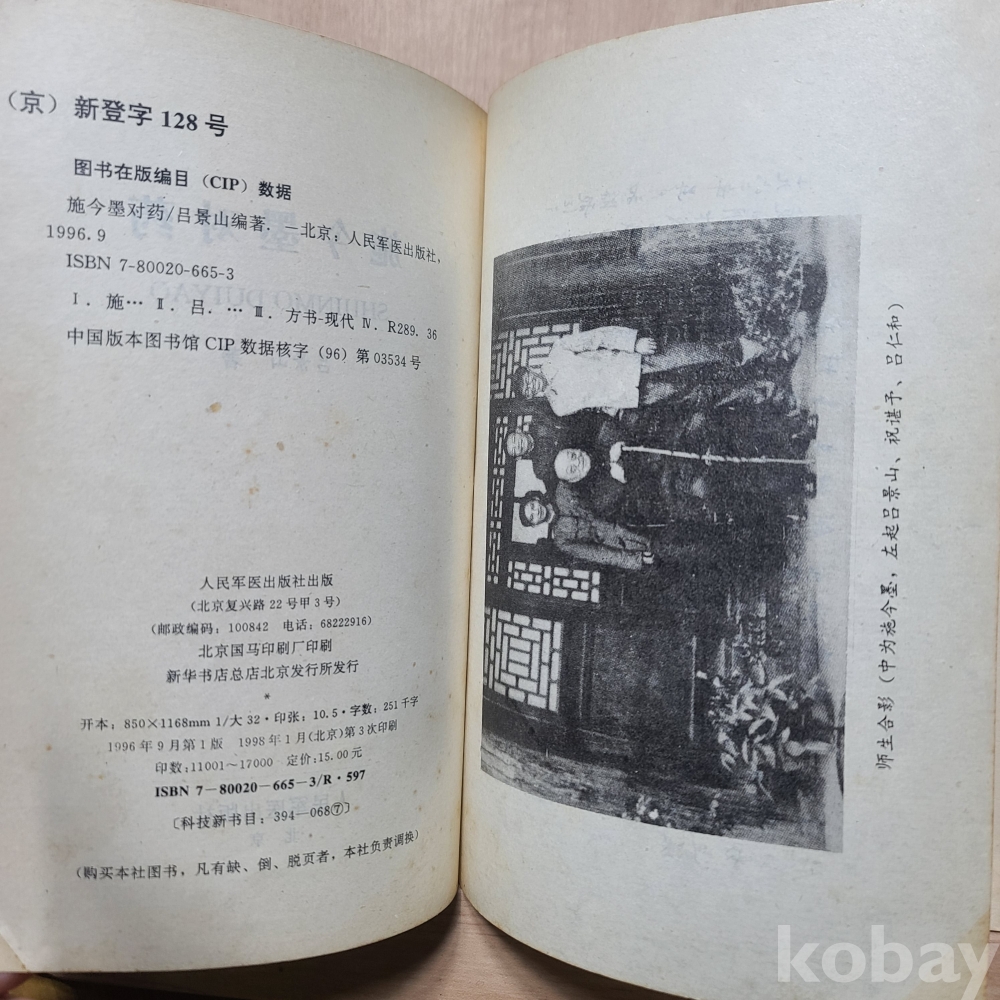 （京）新登字 128 号
图书在版编目（CIP）数据
施今墨对药/吕景山编著．—北京：人民军医出版社，
1996.9
ISBN 7-80020-665-3
Ⅰ．施… Ⅱ．吕．… Ⅲ．方书-现代 Ⅳ．R289．36
中国版本图书馆 CIP 数据核字（96）第 03534 号
人民军医出版社出版
（北京复兴路 22 号甲 3 号）
（邮政编码：100842 电话：68222916）
北京国马印刷厂印刷
新华书店总店北京发行所发行
*
开本：850×1168mm 1/大 32·印张：10.5·字数：251 千字
1996 年 9 月第 1 版 1998 年 1 月(北京)第 3 次印刷
印数：11001～17000 定价：15.00 元
ISBN 7－80020－665－3/R·597
〔科技新书目：394—068⑦〕
（购买本社图书，凡有缺、倒、脱页者，本社负责调换）
师生合影（中为施今墨，左起吕景山、祝谌予、吕仁和）
kobay